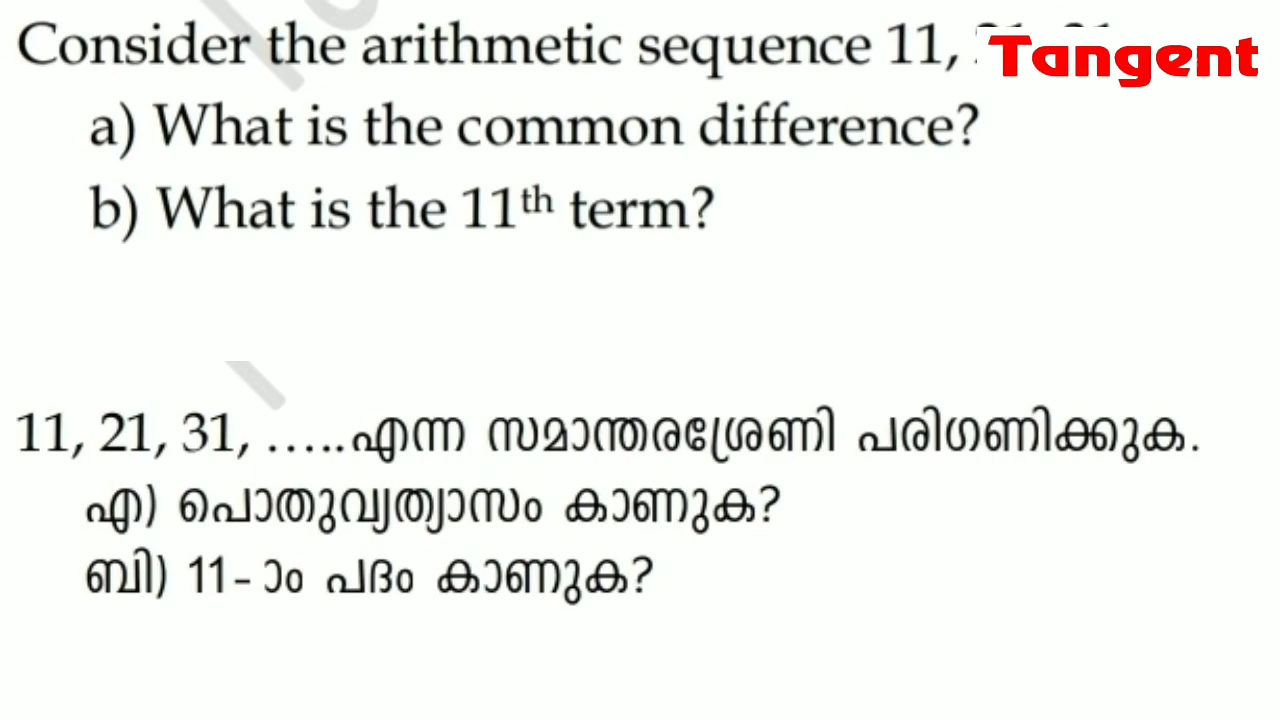 Consider the arithmetic sequence 11,
Tangent
a) What is the common difference?
b) What is the 11th term?
11, 21, 31, .....എന്ന സമാന്തരശ്രേണി പരിഗണിക്കുക.
എ) പൊതുവ്യത്യാസം കാണുക?
ബി) 11- ാം പദം കാണുക?